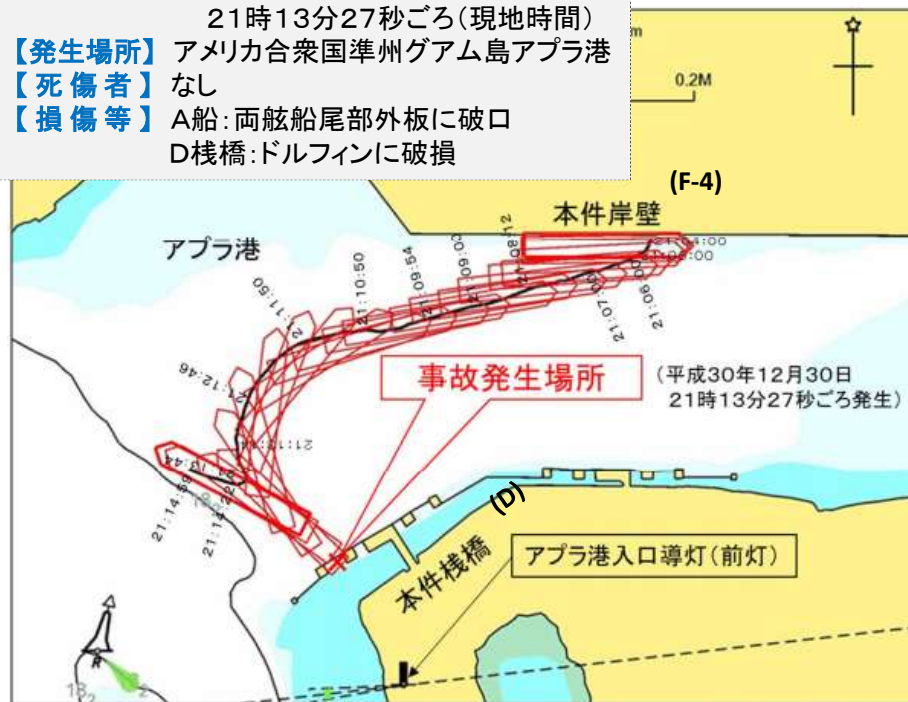 21時13分27秒ごろ(現地時間)
【発生場所】 アメリカ合衆国準州グアム島アプラ港
【死傷者】 なし
【損傷等】 A船:両舷船尾部外板に破口
D桟橋:ドルフィンに破損
m
0.2M
(F-4)
本件岸壁
アプラ港
21:04:00
21:06:00
21:07:00
21:08:12
21:09:00
21:09:54
21:10:50
21:11:50
21:12:46
事故発生場所
(平成30年12月30日
21時13分27秒ごろ発生)
21:14:22
21:14:59
18₂
(D)
本件桟橋
アプラ港入口導灯(前灯)
R
18₂